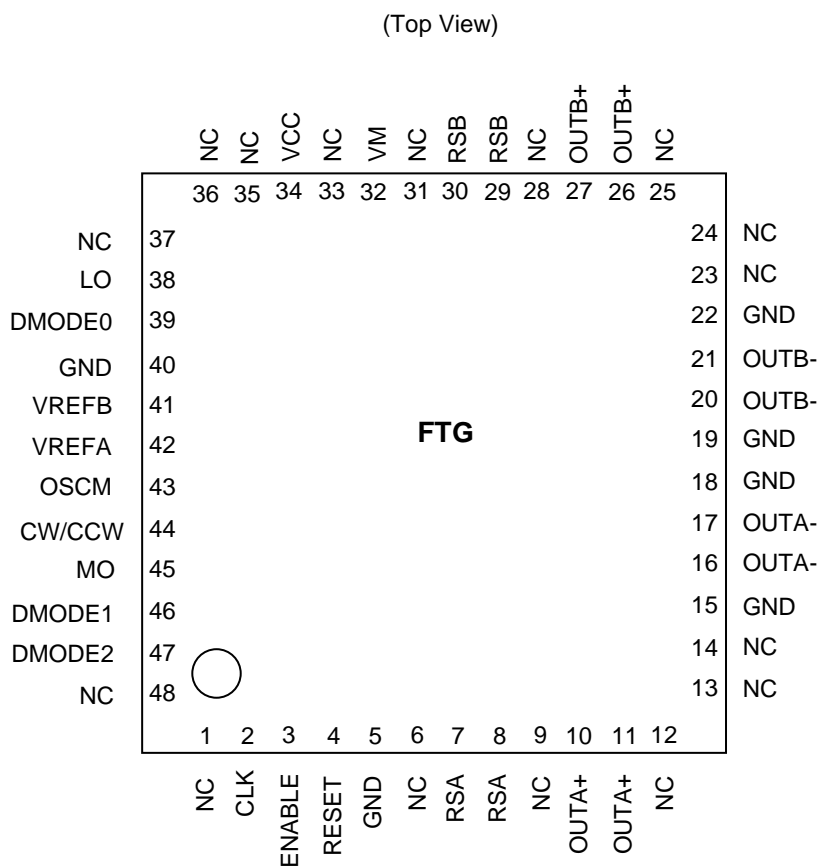 (Top View)
NC NC VCC NC VM NC RSB RSB NC OUTB+ OUTB+ NC
36 35 34 33 32 31 30 29 28 27 26 25
NC 37 24 NC
LO 38 23 NC
DMODE0 39 22 GND
GND 40 21 OUTB-
VREFB 41 20 OUTB-
VREFA 42 FTG 19 GND
OSCM 43 18 GND
CW/CCW 44 17 OUTA-
MO 45 16 OUTA-
DMODE1 46 15 GND
DMODE2 47 14 NC
NC 48 13 NC
1 2 3 4 5 6 7 8 9 10 11 12
NC CLK ENABLE RESET GND NC RSA RSA NC OUTA+ OUTA+ NC